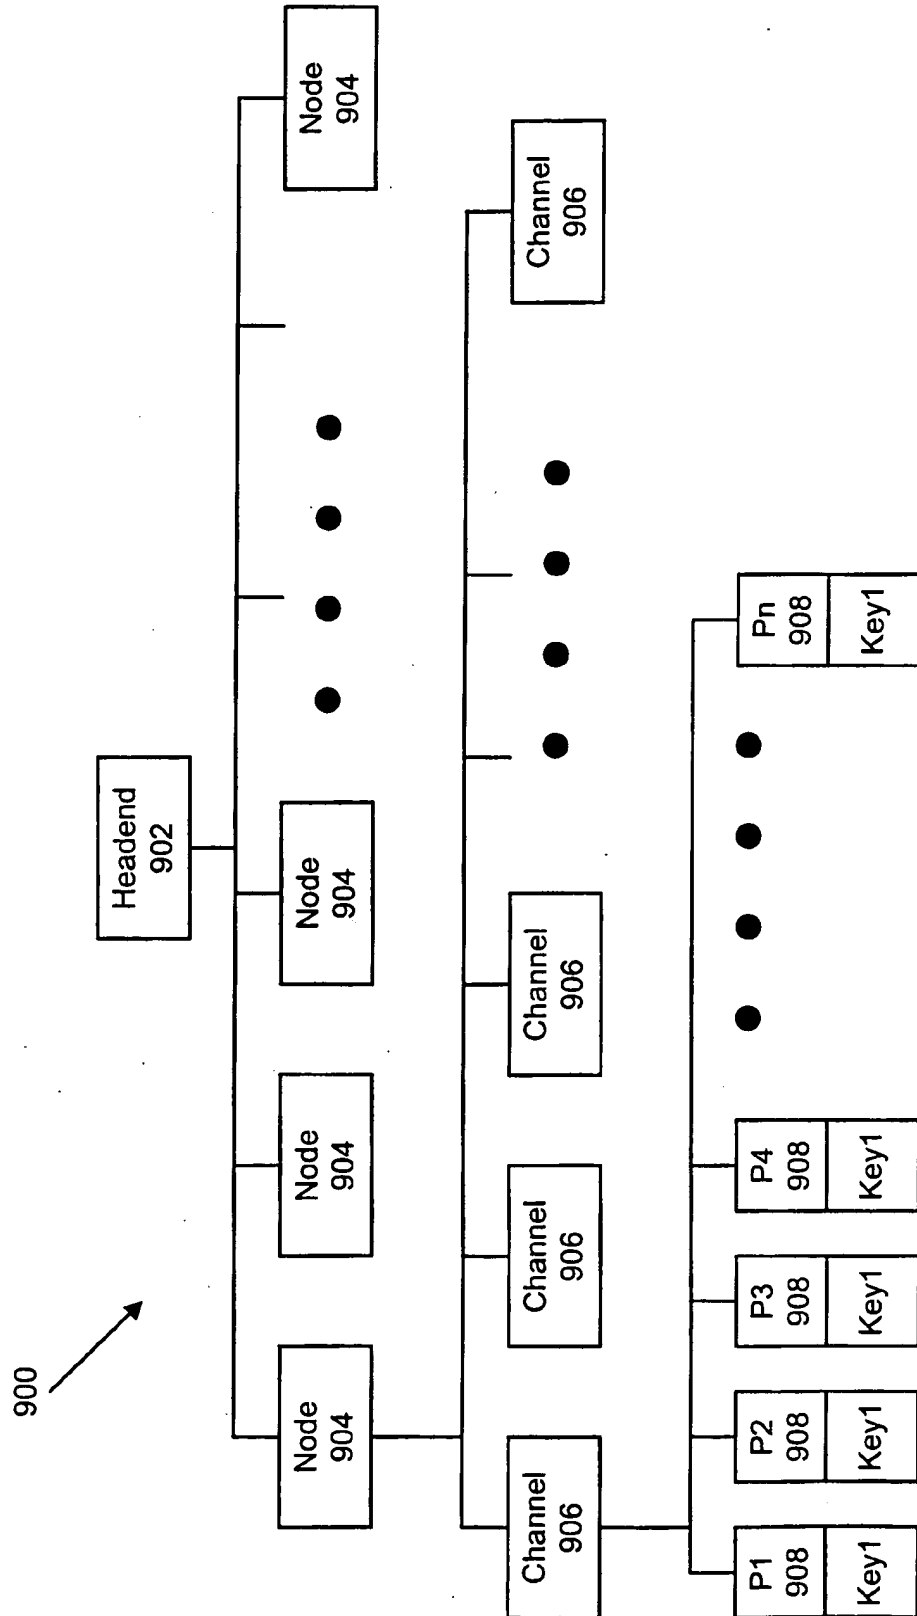 900
Headend
902
Node
904
Node
904
Node
904
Node
904
Channel
906
Channel
906
Channel
906
Channel
906
P1
908
Key1
P2
908
Key1
P3
908
Key1
P4
908
Key1
Pn
908
Key1